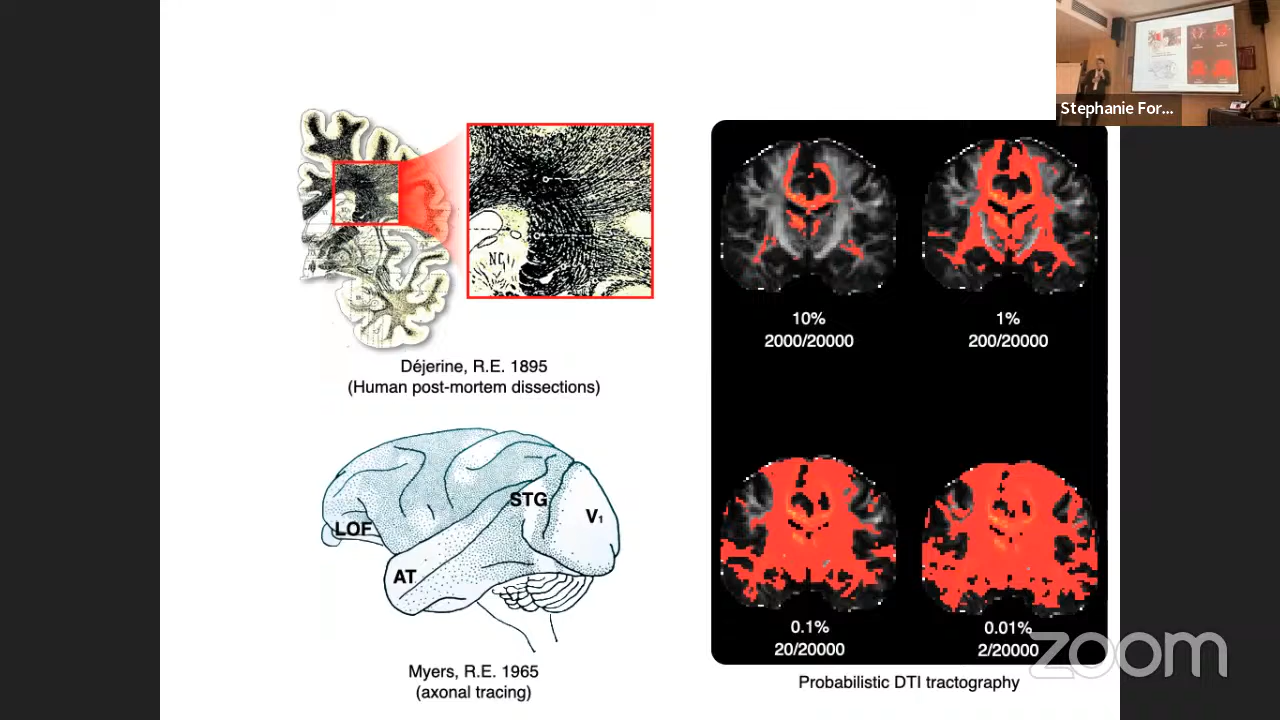 Stephanie For...
NC
Déjerine, R.E. 1895
(Human post-mortem dissections)
STG
V1
LOF
AT
Myers, R.E. 1965
(axonal tracing)
10%
2000/20000
1%
200/20000
0.1%
20/20000
0.01%
2/20000
Probabilistic DTI tractography
zoom